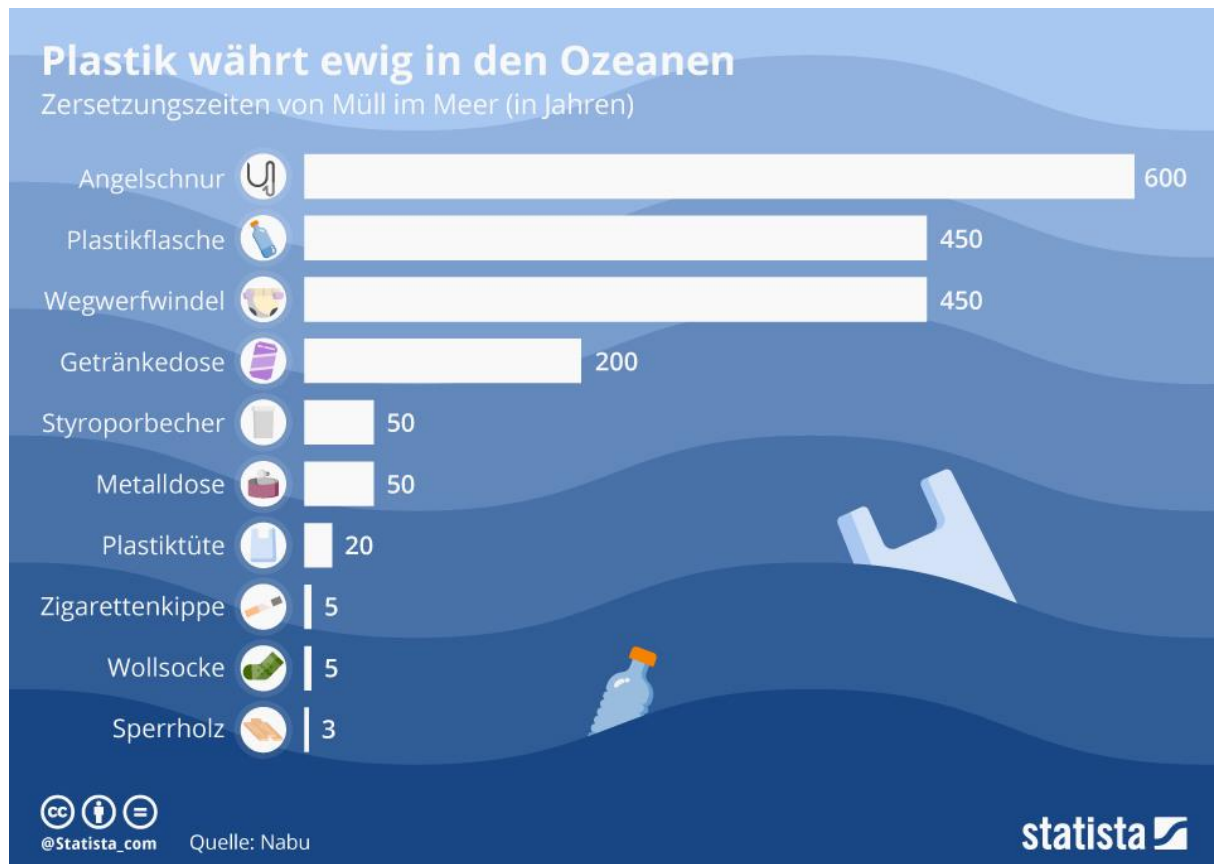 Plastik währt ewig in den Ozeanen
Zersetzungszeiten von Müll im Meer (in Jahren)
Angelschnur 600
Plastikflasche 450
Wegwerfwindel 450
Getränkedose 200
Styroporbecher 50
Metalldose 50
Plastiktüte 20
Zigarettenkippe 5
Wollsocke 5
Sperrholz 3
cc
@Statista_com Quelle: Nabu
statista